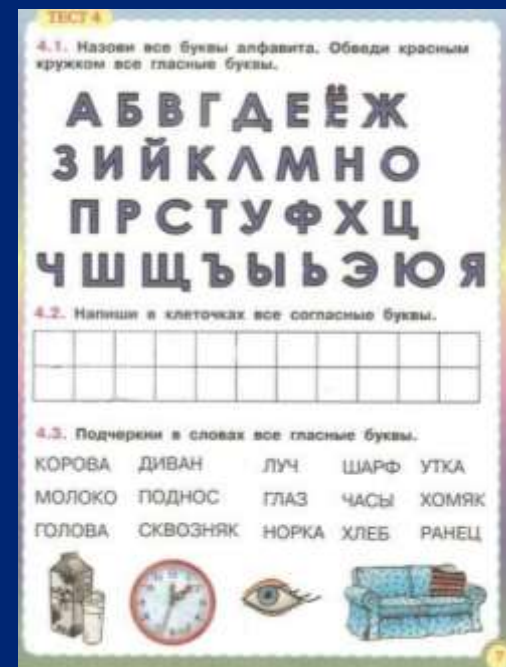 ТЕСТ 4
4.1. Назови все буквы алфавита. Обведи красным
кружком все гласные буквы.
А Б В Г Д Е Ё Ж
З И Й К Л М Н О
П Р С Т У Ф Х Ц
Ч Ш Щ Ъ Ы Ь Э Ю Я
4.2. Напиши в клеточках все согласные буквы.
4.3. Подчеркни в словах все гласные буквы.
КОРОВА ДИВАН ЛУЧ ШАРФ УТКА
МОЛОКО ПОДНОС ГЛАЗ ЧАСЫ ХОМЯК
ГОЛОВА СКВОЗНЯК НОРКА ХЛЕБ РАНЕЦ
7